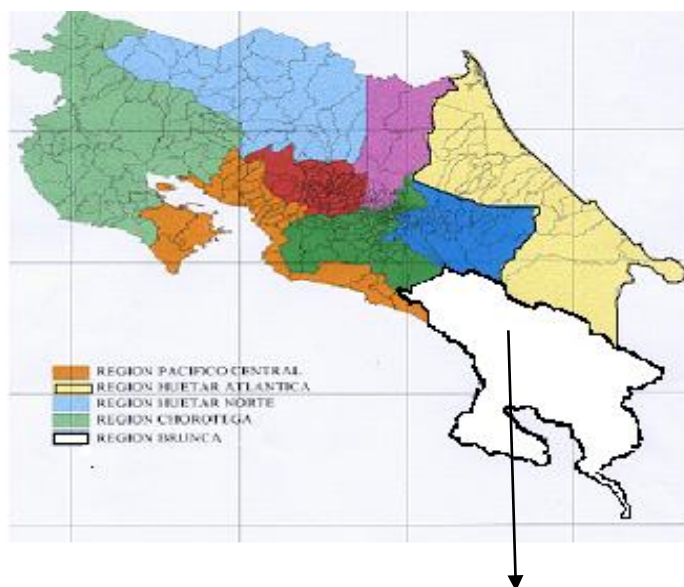 REGION PACIFICO CENTRAL
REGION HUETAR ATLANTICA
REGION HUETAR NORTE
REGION CHOROTEGA
REGION BRUNCA